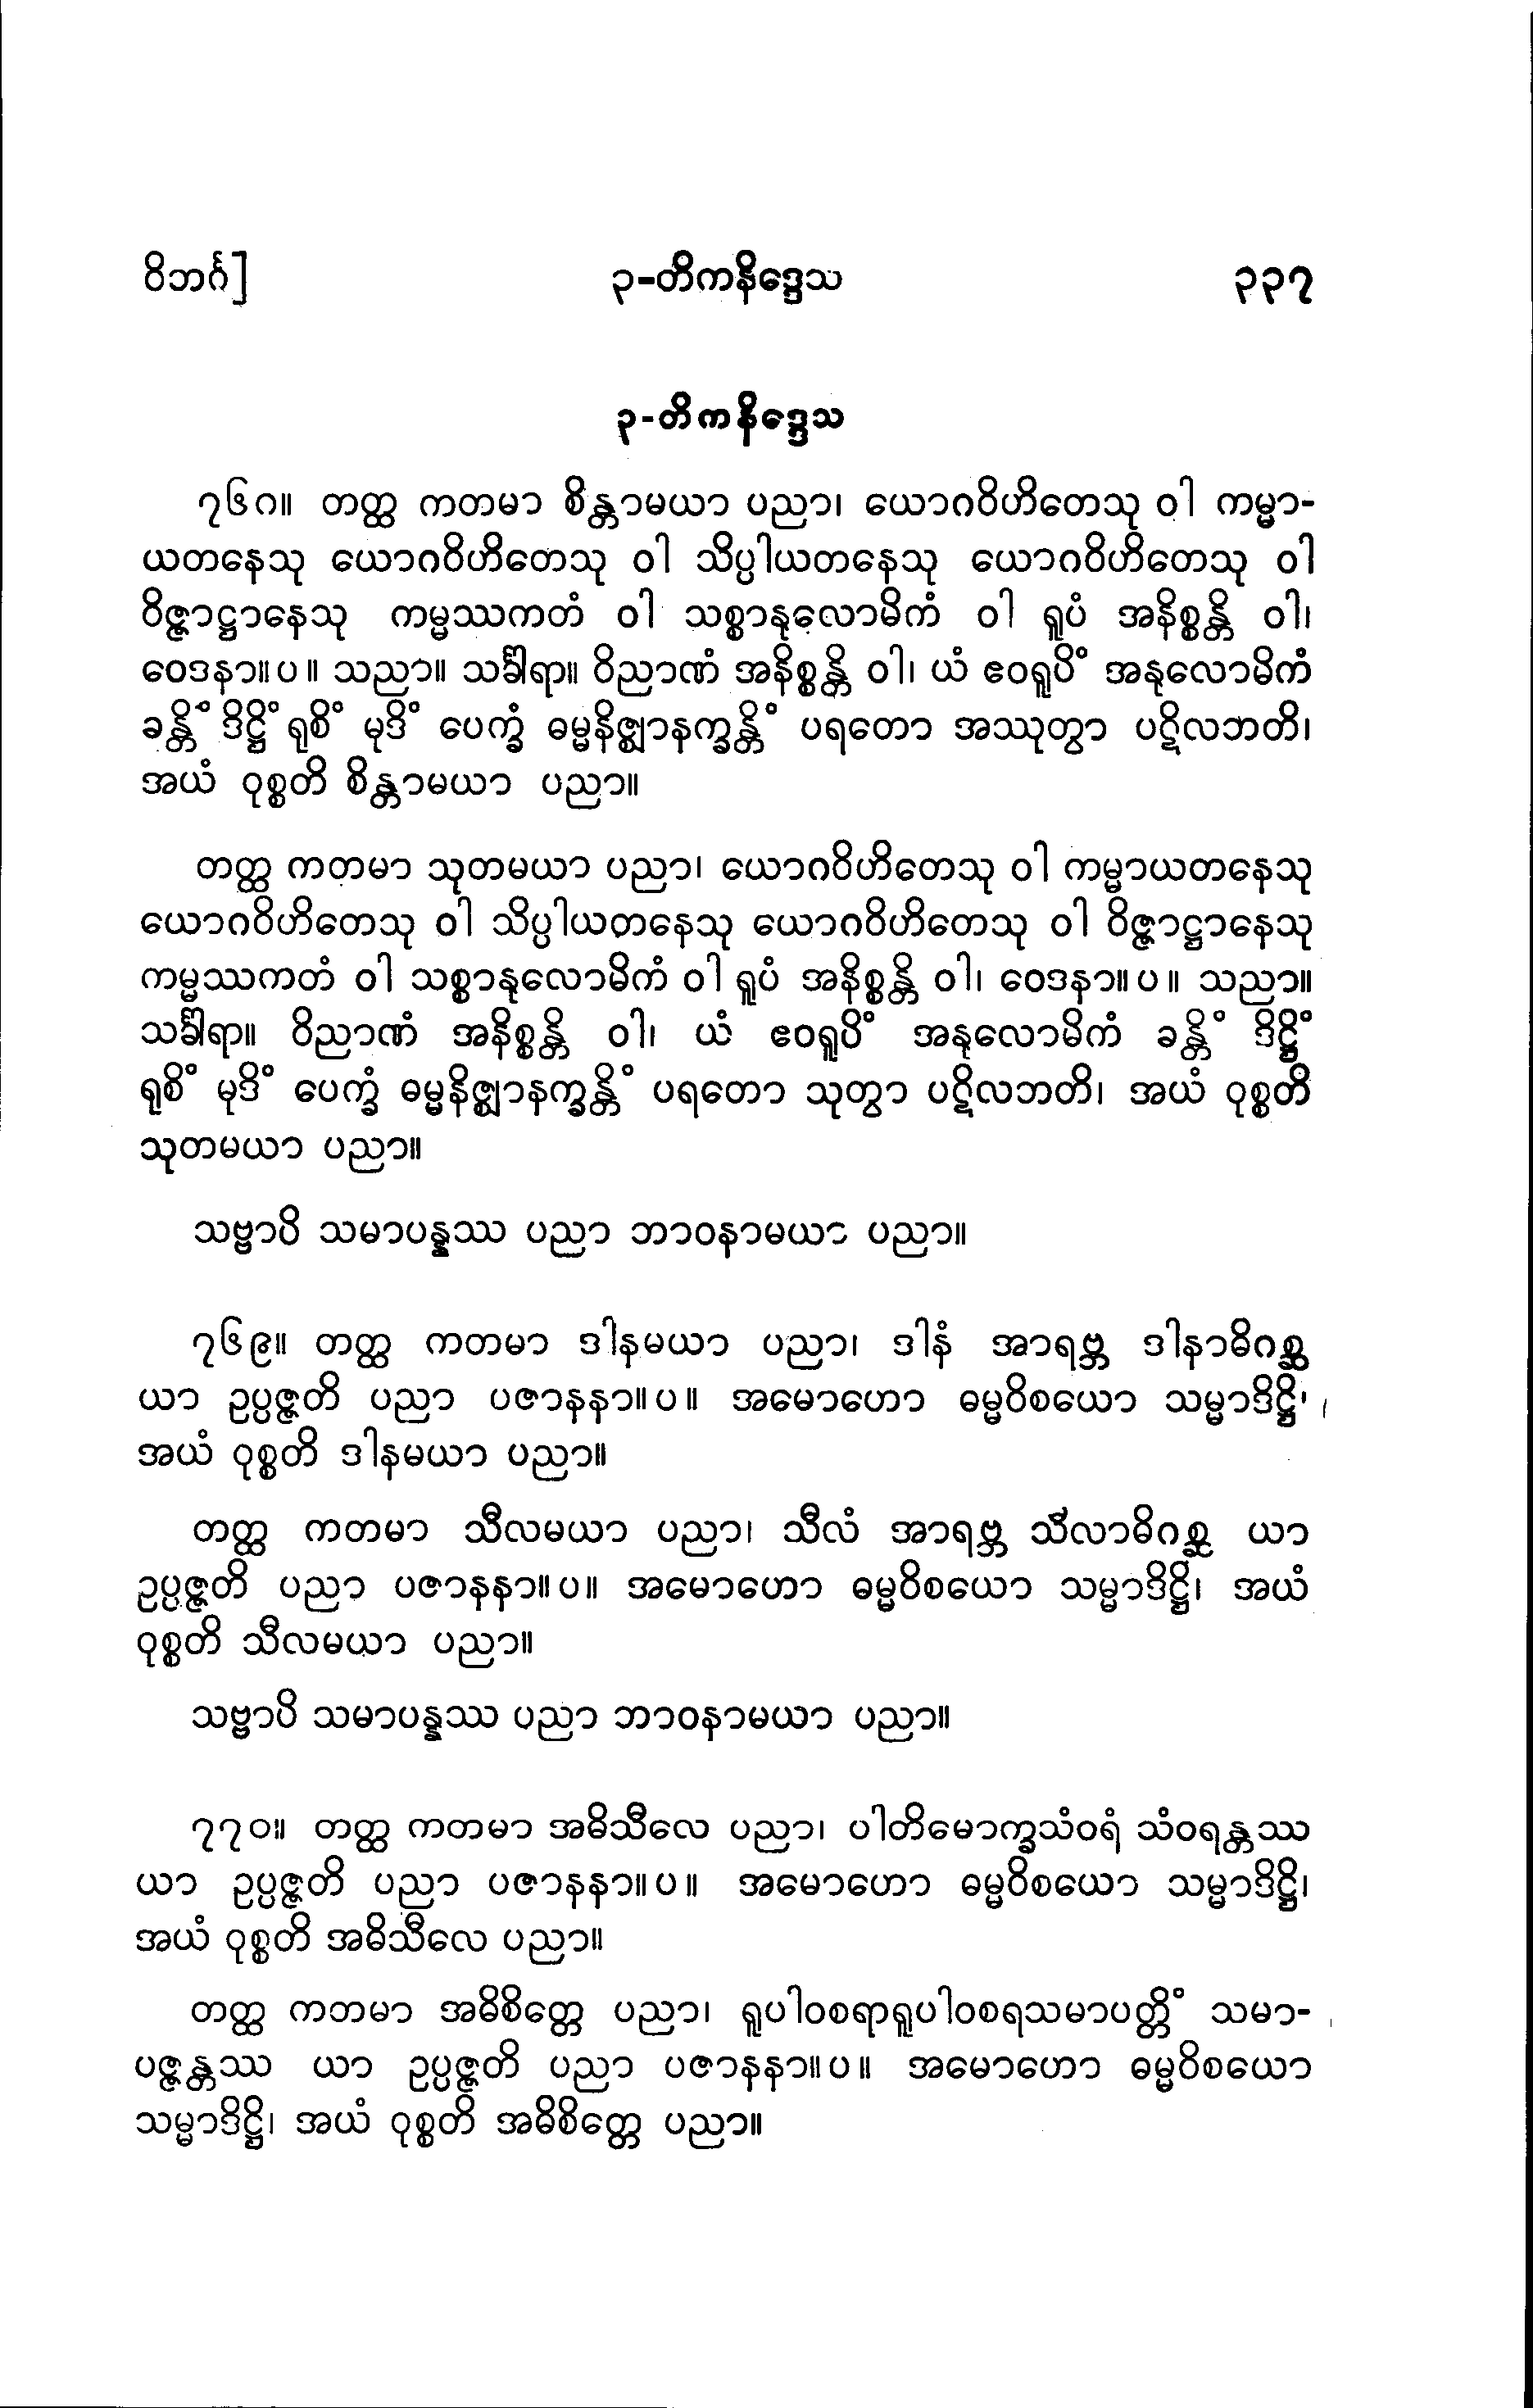 ဝိဘင်္ဂ]
၃-တိကနိဒ္ဒေသ
၃၃၇
၃-တိကနိဒ္ဒေသ
၇၆၈။ တတ္ထ ကတမာ စိန္တာမယာ ပညာ၊ ယောဂဝိဟိတေသု ဝါ ကမ္မာ-
ယတနေသု ယောဂဝိဟိတေသု ဝါ သိပ္ပါယတနေသု ယောဂဝိဟိတေသု ဝါ
ဝိဇ္ဇာဋ္ဌာနေသု ကမ္မဿကတံ ဝါ သစ္စာနုလောမိကံ ဝါ ရူပံ အနိစ္စန္တိ ဝါ၊
ဝေဒနာ။ပ။ သညာ။ သင်္ခါရာ။ ဝိညာဏံ အနိစ္စန္တိ ဝါ၊ ယံ ဧဝရူပိံ အနုလောမိကံ
ခန္တိံ ဒိဋ္ဌိံ ရုစိံ မုဒိံ ပေက္ခံ ဓမ္မနိဇ္ဈာနက္ခန္တိံ ပရတော အဿုတွာ ပဋိလဘတိ၊
အယံ ဝုစ္စတိ စိန္တာမယာ ပညာ။
တတ္ထ ကတမာ သုတမယာ ပညာ၊ ယောဂဝိဟိတေသု ဝါ ကမ္မာယတနေသု
ယောဂဝိဟိတေသု ဝါ သိပ္ပါယတနေသု ယောဂဝိဟိတေသု ဝါ ဝိဇ္ဇာဋ္ဌာနေသု
ကမ္မဿကတံ ဝါ သစ္စာနုလောမိကံ ဝါ ရူပံ အနိစ္စန္တိ ဝါ၊ ဝေဒနာ။ပ။ သညာ။
သင်္ခါရာ။ ဝိညာဏံ အနိစ္စန္တိ ဝါ၊ ယံ ဧဝရူပိံ အနုလောမိကံ ခန္တိံ ဒိဋ္ဌိံ
ရုစိံ မုဒိံ ပေက္ခံ ဓမ္မနိဇ္ဈာနက္ခန္တိံ ပရတော သုတွာ ပဋိလဘတိ၊ အယံ ဝုစ္စတိ
သုတမယာ ပညာ။
သဗ္ဗာပိ သမာပန္နဿ ပညာ ဘာဝနာမယာ ပညာ။
၇၆၉။ တတ္ထ ကတမာ ဒါနမယာ ပညာ၊ ဒါနံ အာရဗ္ဘ ဒါနာဓိဂစ္ဆ
ယာ ဥပ္ပဇ္ဇတိ ပညာ ပဇာနနာ။ပ။ အမောဟော ဓမ္မဝိစယော သမ္မာဒိဋ္ဌိ၊
အယံ ဝုစ္စတိ ဒါနမယာ ပညာ။
တတ္ထ ကတမာ သီလမယာ ပညာ၊ သီလံ အာရဗ္ဘ သီလာဓိဂစ္ဆ ယာ
ဥပ္ပဇ္ဇတိ ပညာ ပဇာနနာ။ပ။ အမောဟော ဓမ္မဝိစယော သမ္မာဒိဋ္ဌိ၊ အယံ
ဝုစ္စတိ သီလမယာ ပညာ။
သဗ္ဗာပိ သမာပန္နဿ ပညာ ဘာဝနာမယာ ပညာ။
၇၇၀။ တတ္ထ ကတမာ အဓိသီလေ ပညာ၊ ပါတိမောက္ခသံဝရံ သံဝရန္တဿ
ယာ ဥပ္ပဇ္ဇတိ ပညာ ပဇာနနာ။ပ။ အမောဟော ဓမ္မဝိစယော သမ္မာဒိဋ္ဌိ၊
အယံ ဝုစ္စတိ အဓိသီလေ ပညာ။
တတ္ထ ကတမာ အဓိစိတ္တေ ပညာ၊ ရူပါဝစရာရူပါဝစရသမာပတ္တိံ သမာ-
ပဇ္ဇန္တဿ ယာ ဥပ္ပဇ္ဇတိ ပညာ ပဇာနနာ။ပ။ အမောဟော ဓမ္မဝိစယော
သမ္မာဒိဋ္ဌိ၊ အယံ ဝုစ္စတိ အဓိစိတ္တေ ပညာ။